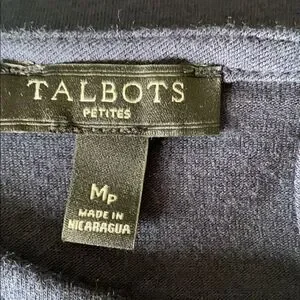 TALBOTS
PETITES
MP
MADE IN
NICARAGUA